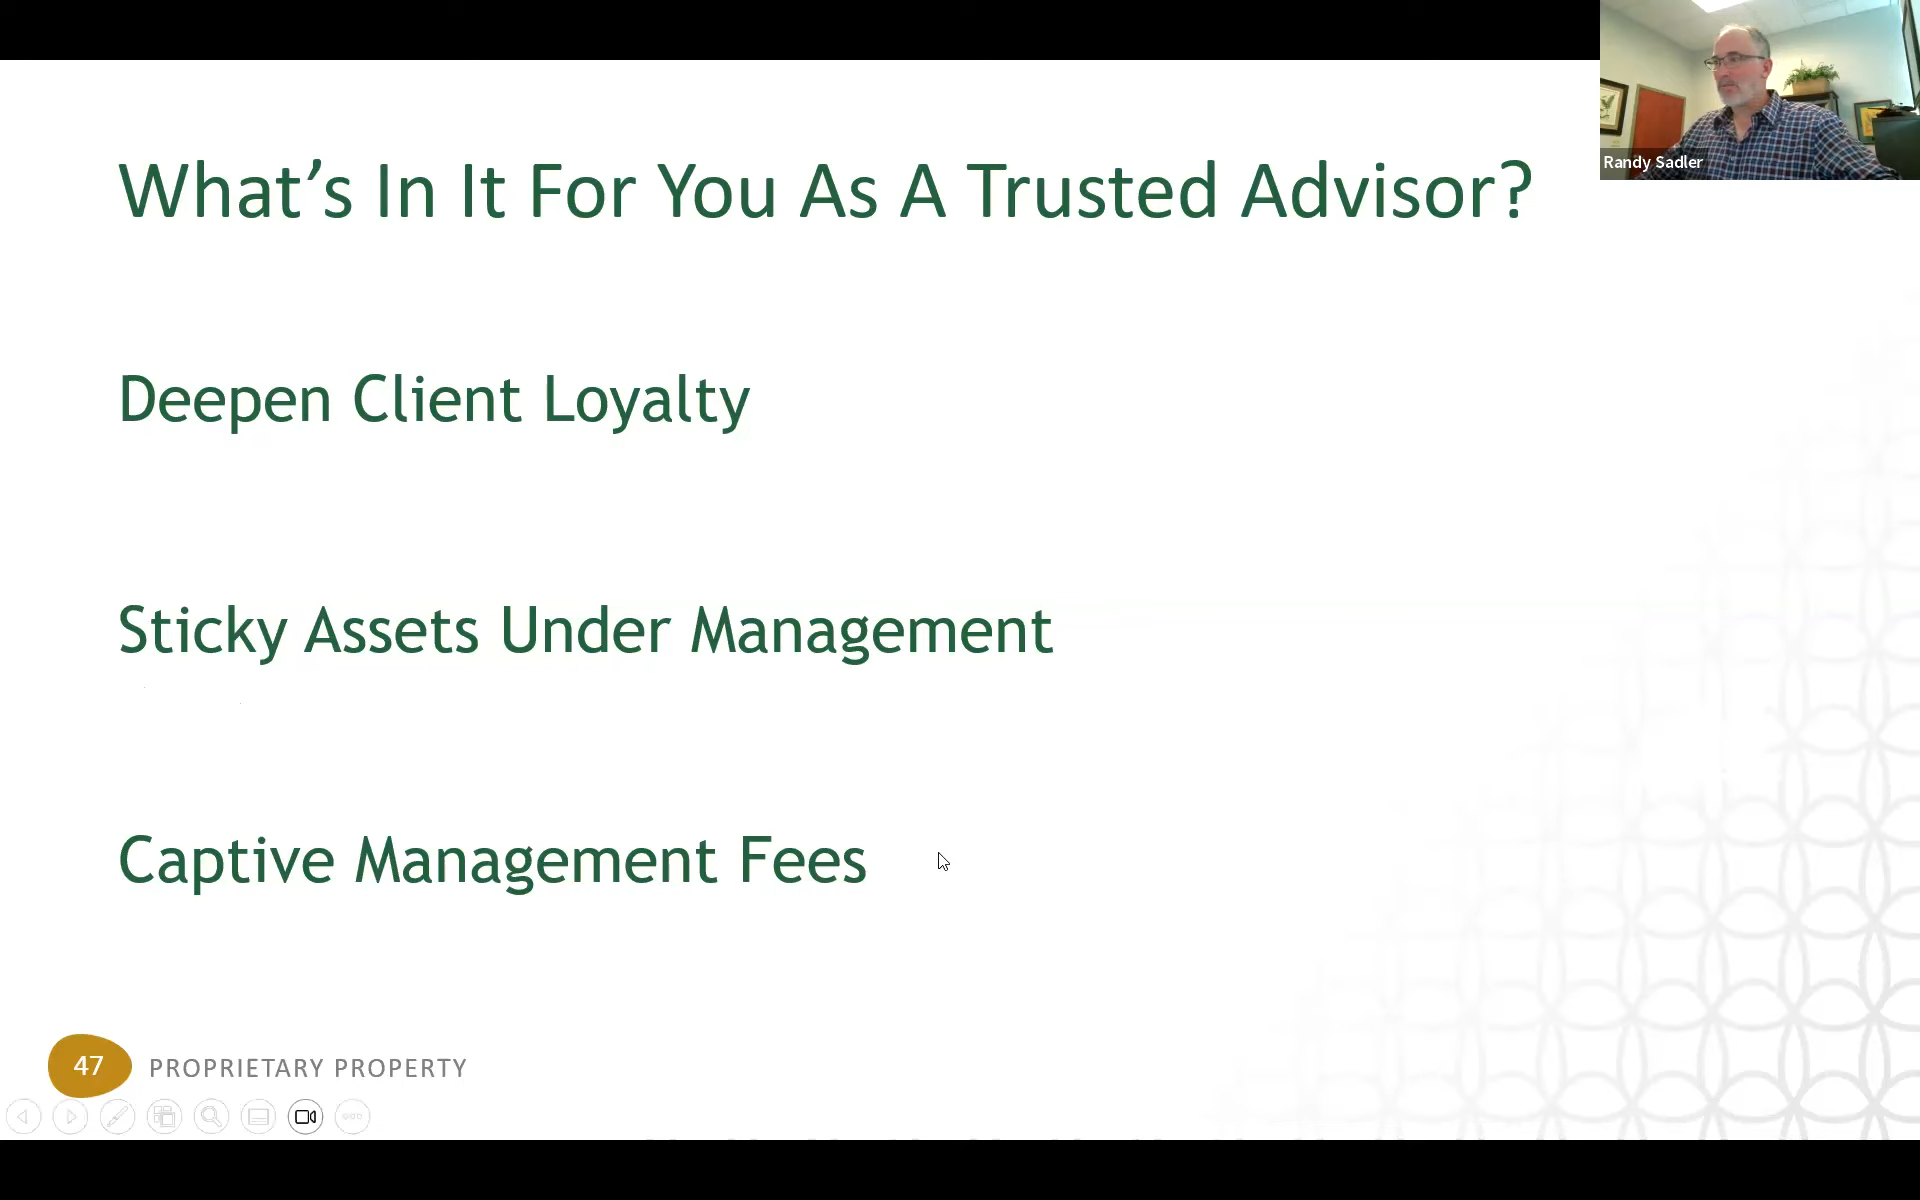 Randy Sadler
What's In It For You As A Trusted Advisor?
Deepen Client Loyalty
Sticky Assets Under Management
Captive Management Fees
47 PROPRIETARY PROPERTY